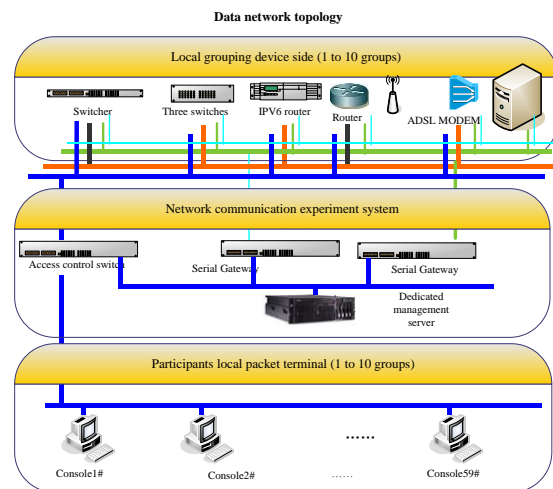 Data network topology
Local grouping device side (1 to 10 groups)
Switcher
Three switches
IPV6 router
Router
ADSL MODEM
Network communication experiment system
Access control switch
Serial Gateway
Serial Gateway
Dedicated
management
server
Participants local packet terminal (1 to 10 groups)
……
Console1#
Console2#
……
Console59#